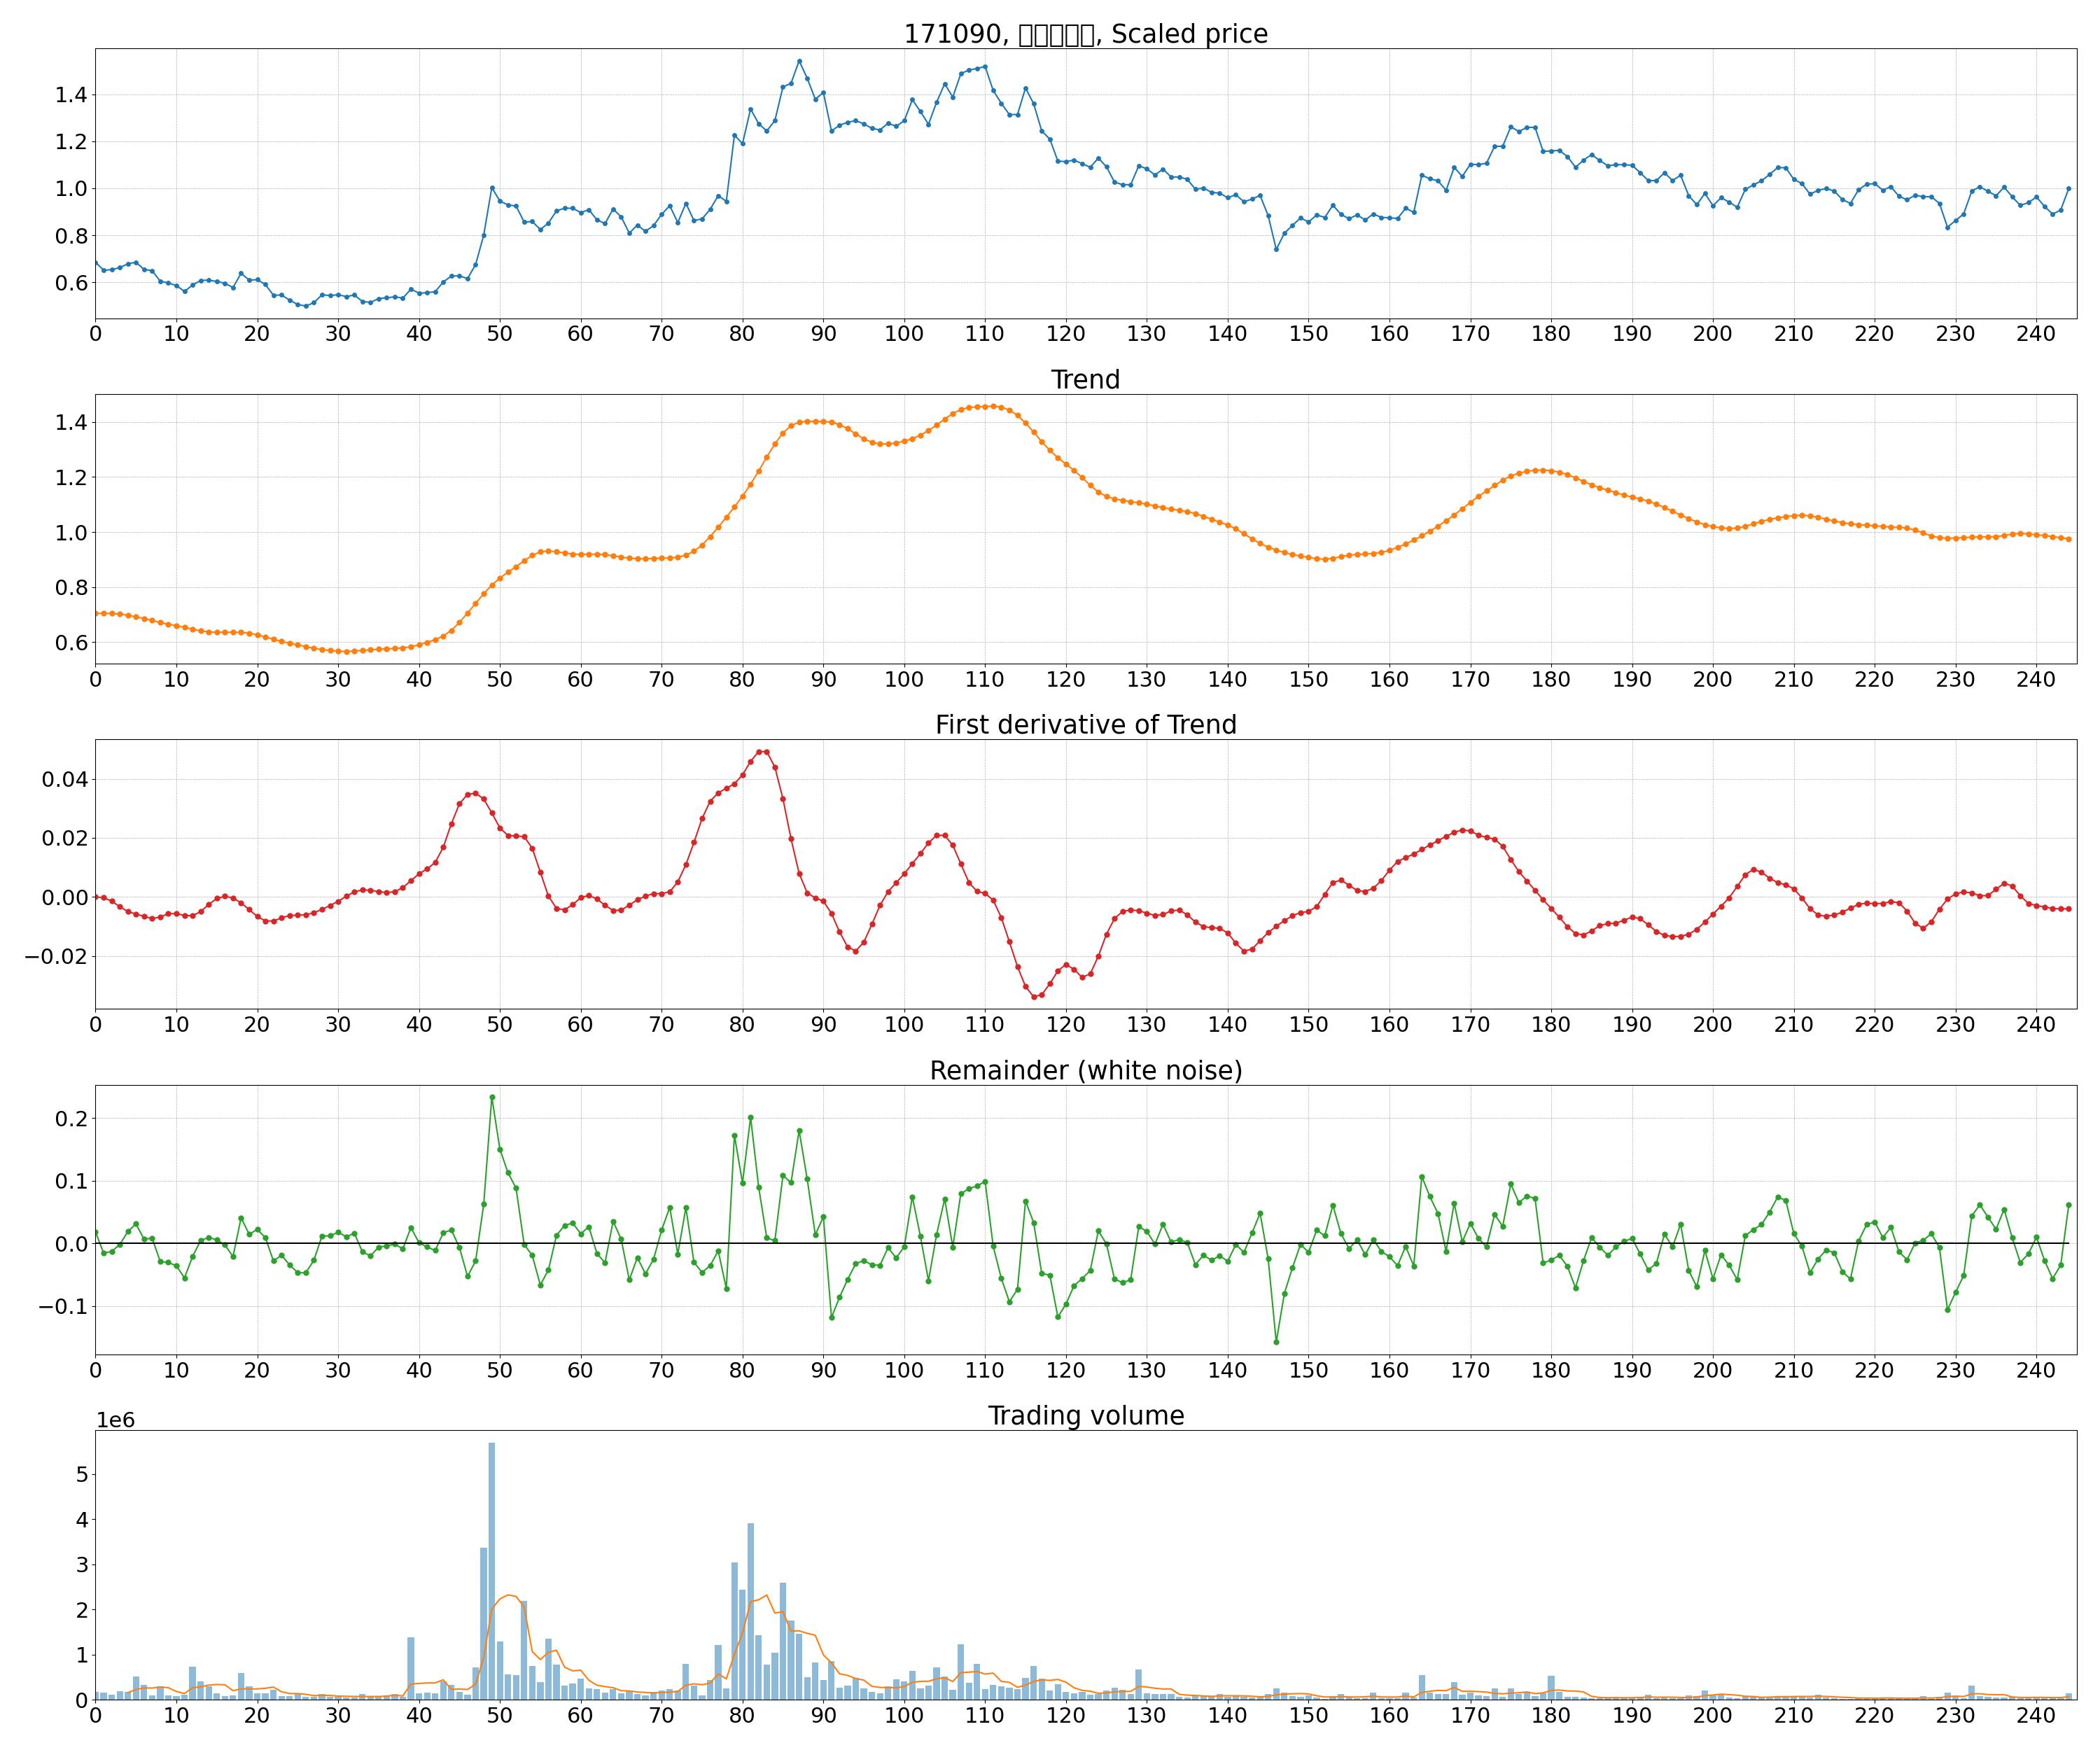 171090, □□□□□, Scaled price
1.4
1.2
1.0
0.8
0.6
0 10 20 30 40 50 60 70 80 90 100 110 120 130 140 150 160 170 180 190 200 210 220 230 240
Trend
1.4
1.2
1.0
0.8
0.6
0 10 20 30 40 50 60 70 80 90 100 110 120 130 140 150 160 170 180 190 200 210 220 230 240
First derivative of Trend
0.04
0.02
0.00
−0.02
0 10 20 30 40 50 60 70 80 90 100 110 120 130 140 150 160 170 180 190 200 210 220 230 240
Remainder (white noise)
0.2
0.1
0.0
−0.1
0 10 20 30 40 50 60 70 80 90 100 110 120 130 140 150 160 170 180 190 200 210 220 230 240
Trading volume
1e6
5
4
3
2
1
0
0 10 20 30 40 50 60 70 80 90 100 110 120 130 140 150 160 170 180 190 200 210 220 230 240